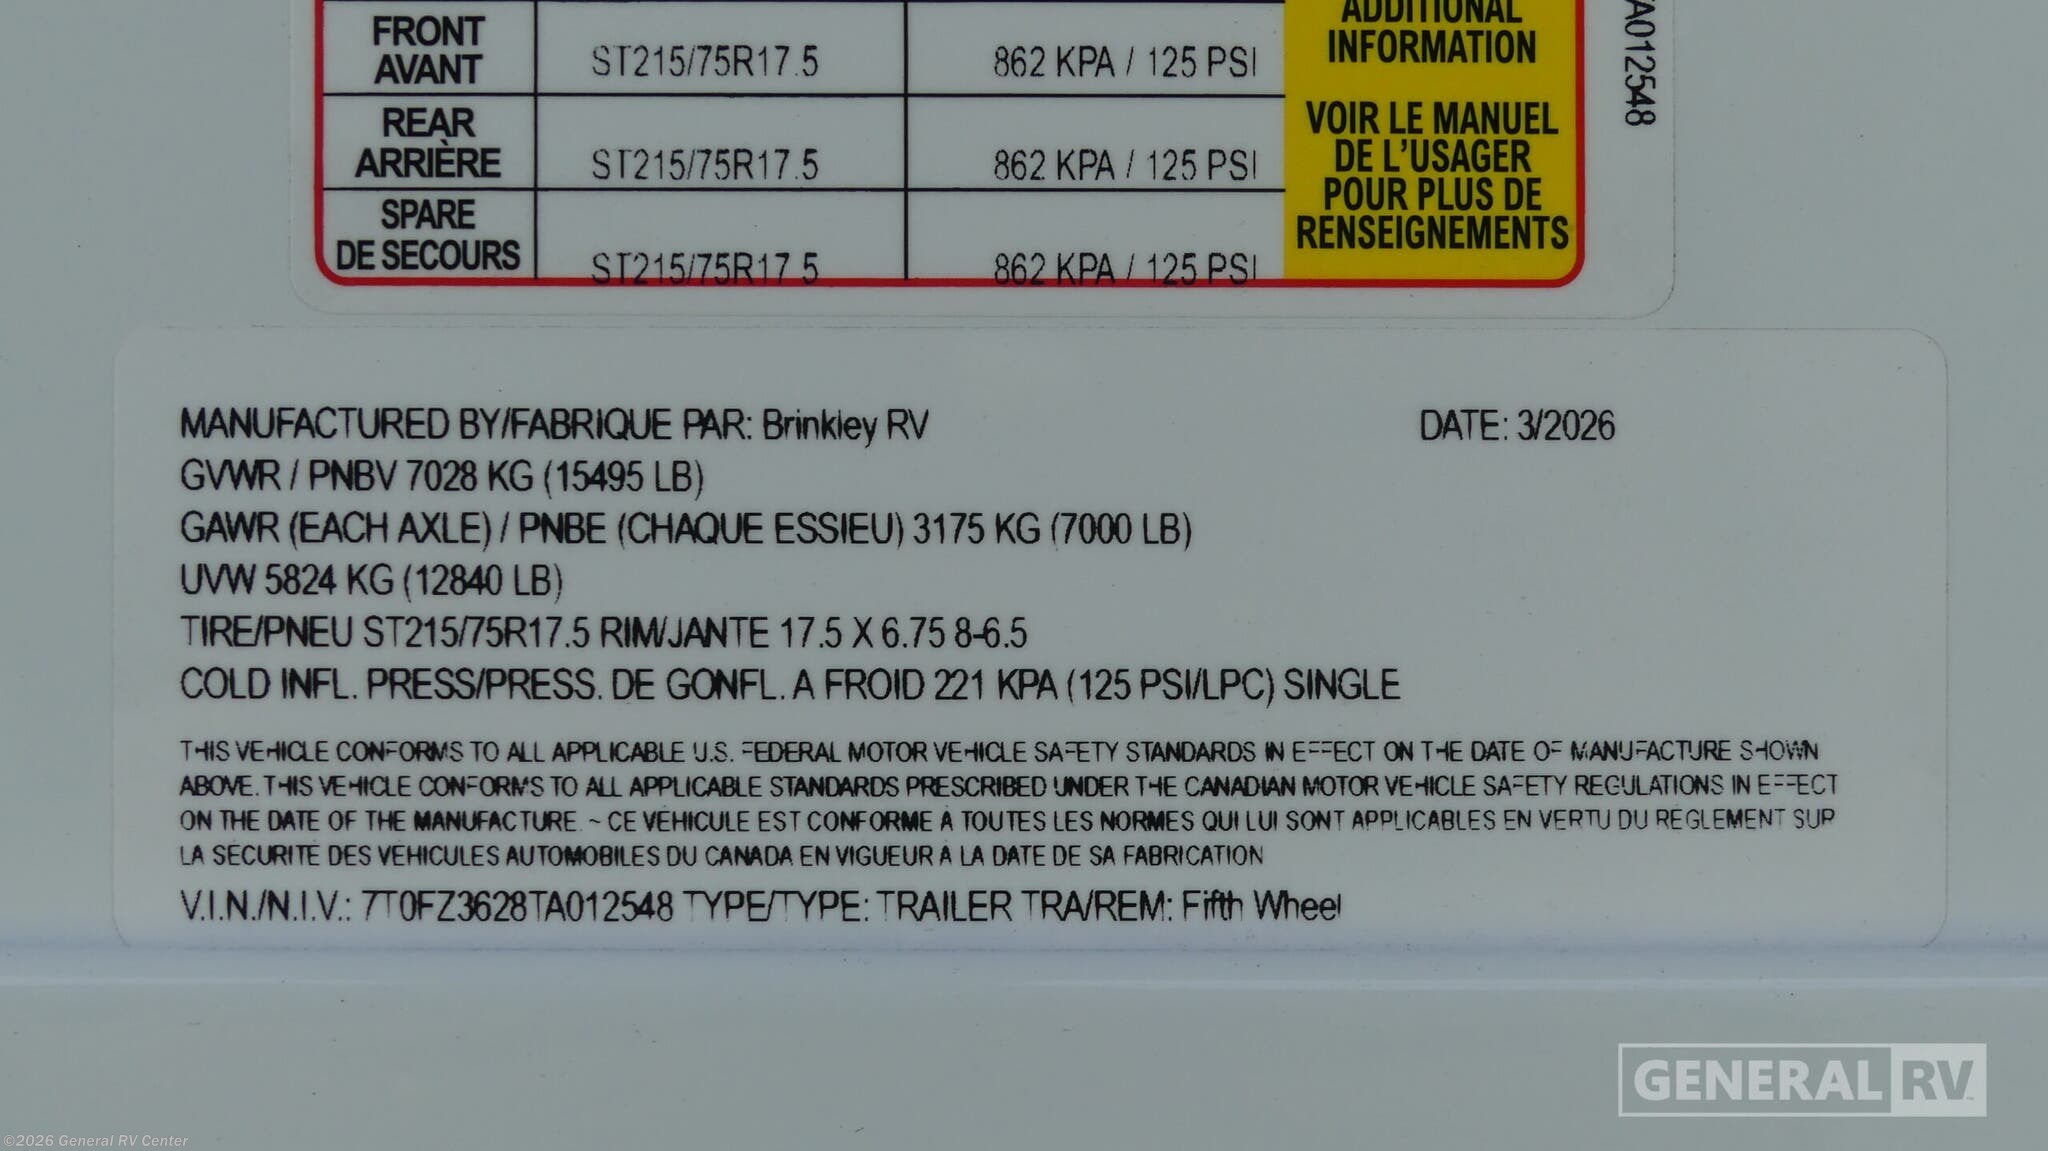 FRONT
AVANT
ST215/75R17.5
862 KPA / 125 PSI
REAR
ARRIÈRE
ST215/75R17.5
862 KPA / 125 PSI
SPARE
DE SECOURS
ST215/75R17.5
862 KPA / 125 PSI
ADDITIONAL
INFORMATION
VOIR LE MANUEL
DE L'USAGER
POUR PLUS DE
RENSEIGNEMENTS
TA012548
MANUFACTURED BY/FABRIQUE PAR: Brinkley RV DATE: 3/2026
GVWR / PNBV 7028 KG (15495 LB)
GAWR (EACH AXLE) / PNBE (CHAQUE ESSIEU) 3175 KG (7000 LB)
UVW 5824 KG (12840 LB)
TIRE/PNEU ST215/75R17.5 RIM/JANTE 17.5 X 6.75 8-6.5
COLD INFL. PRESS/PRESS. DE GONFL. A FROID 221 KPA (125 PSI/LPC) SINGLE
THIS VEHICLE CONFORMS TO ALL APPLICABLE U.S. FEDERAL MOTOR VEHICLE SAFETY STANDARDS IN EFFECT ON THE DATE OF MANUFACTURE SHOWN
ABOVE. THIS VEHICLE CONFORMS TO ALL APPLICABLE STANDARDS PRESCRIBED UNDER THE CANADIAN MOTOR VEHICLE SAFETY REGULATIONS IN EFFECT
ON THE DATE OF THE MANUFACTURE. ~ CE VEHICULE EST CONFORME A TOUTES LES NORMES QUI LUI SONT APPLICABLES EN VERTU DU REGLEMENT SUR
LA SECURITE DES VEHICULES AUTOMOBILES DU CANADA EN VIGUEUR A LA DATE DE SA FABRICATION
V.I.N./N.I.V.: 7T0FZ3628TA012548 TYPE/TYPE: TRAILER TRA/REM: Fifth Wheel
GENERAL RV
©2026 General RV Center